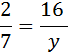 2/7 = 16/y